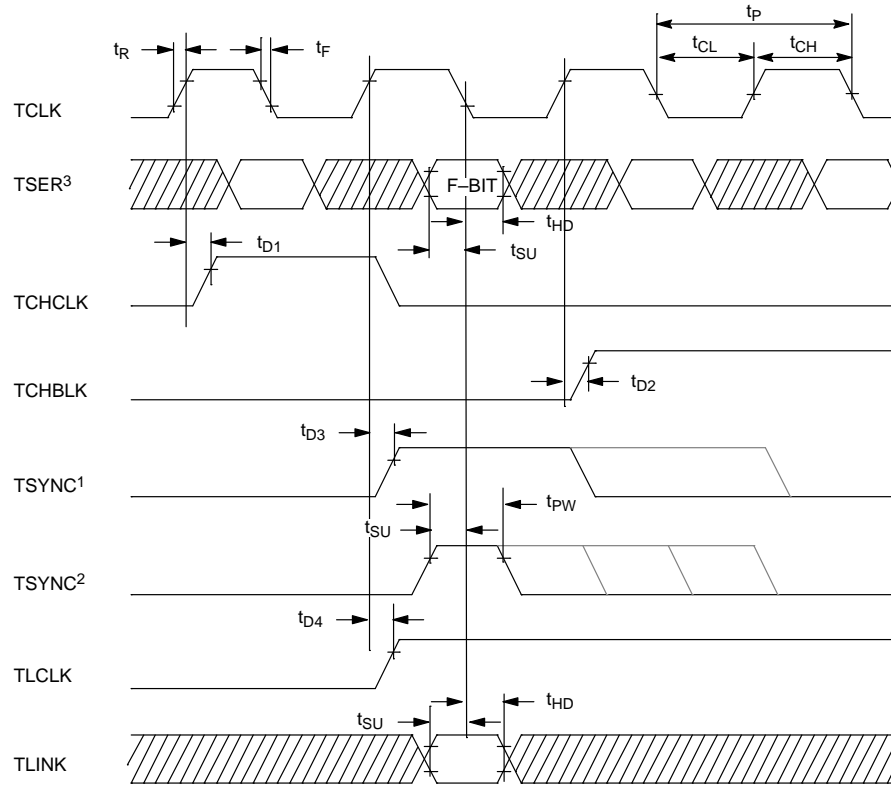 tP
tR
tF
tCL
tCH
TCLK
TSER3
F–BIT
tHD
tD1
tSU
TCHCLK
TCHBLK
tD2
tD3
TSYNC1
tPW
tSU
TSYNC2
tD4
TLCLK
tHD
tSU
TLINK